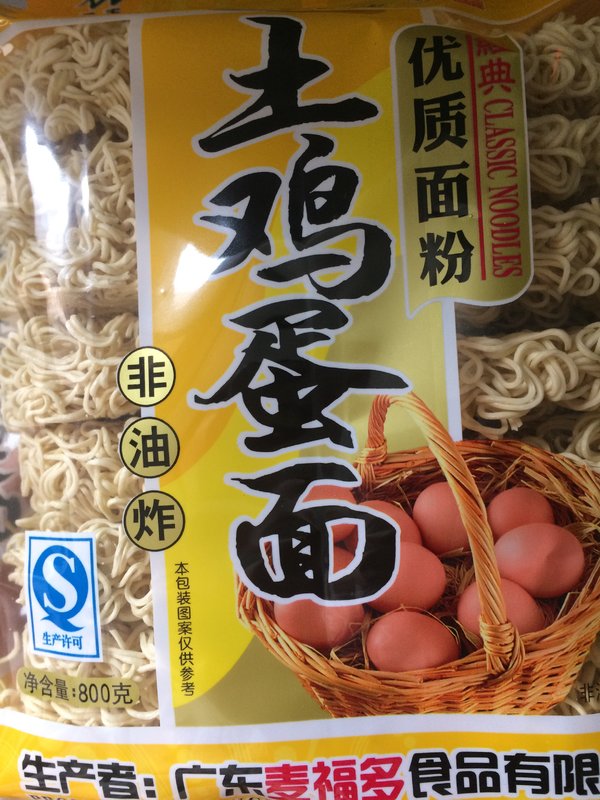 土鸡蛋面
优质面粉
經典 CLASSIC NOODLES
非油炸
本包装图案仅供参考
生产许可
净含量:800克
非
生产者:广东麦福多食品有限